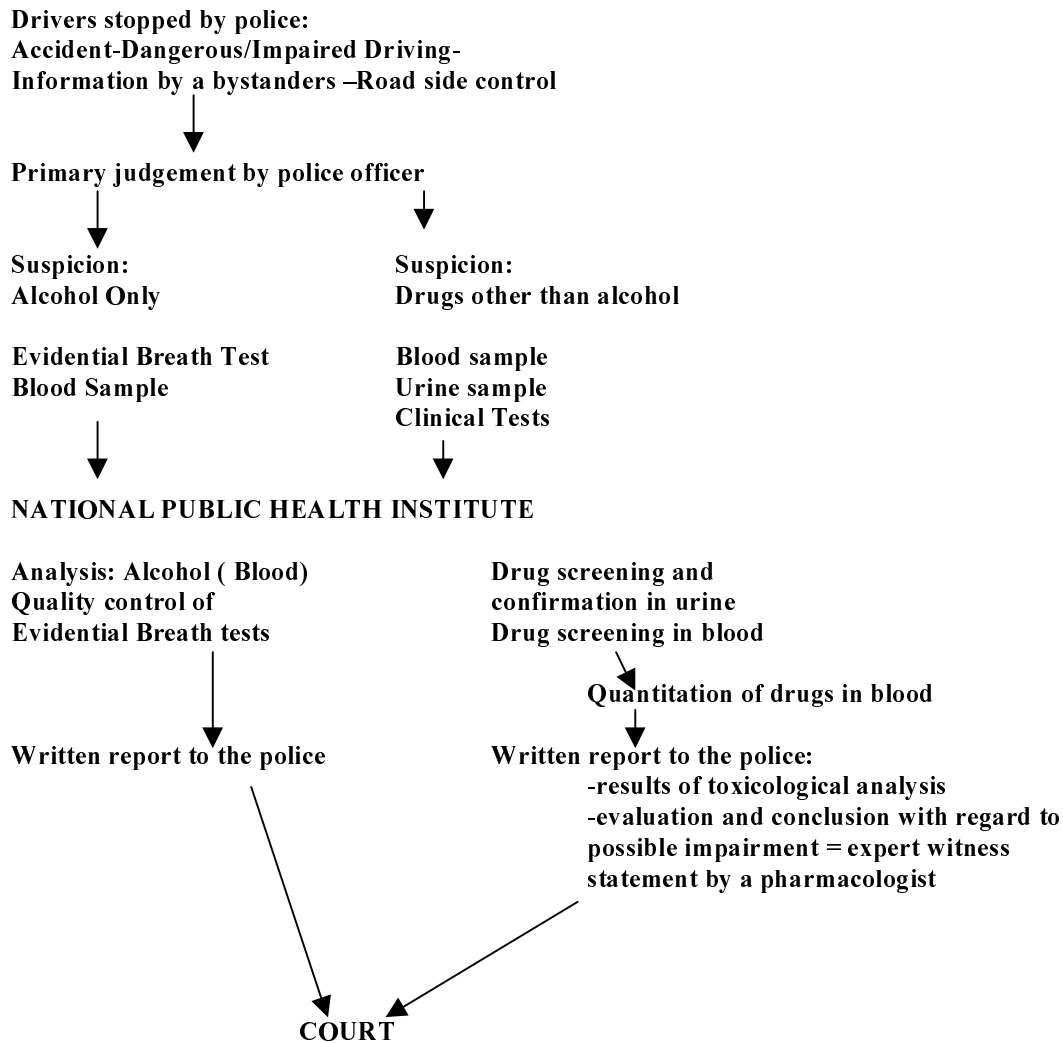 Drivers stopped by police:
Accident-Dangerous/Impaired Driving-
Information by a bystanders –Road side control
Primary judgement by police officer
Suspicion:
Alcohol Only
Suspicion:
Drugs other than alcohol
Evidential Breath Test
Blood Sample
Blood sample
Urine sample
Clinical Tests
NATIONAL PUBLIC HEALTH INSTITUTE
Analysis: Alcohol ( Blood)
Quality control of
Evidential Breath tests
Drug screening and
confirmation in urine
Drug screening in blood
Quantitation of drugs in blood
Written report to the police
Written report to the police:
-results of toxicological analysis
-evaluation and conclusion with regard to
possible impairment = expert witness
statement by a pharmacologist
COURT